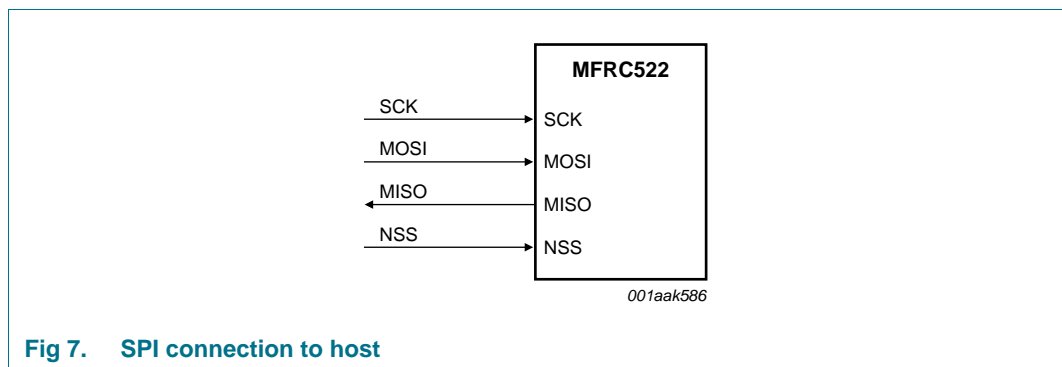 MFRC522
SCK
SCK
MOSI
MOSI
MISO
MISO
NSS
NSS
001aak586
Fig 7. SPI connection to host